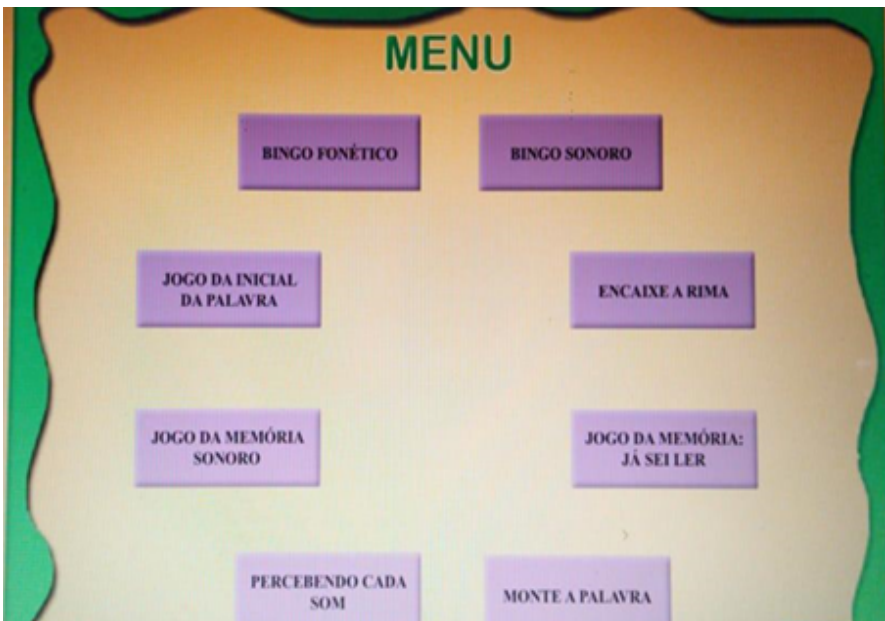 MENU
BINGO FONÉTICO
BINGO SONORO
JOGO DA INICIAL
DA PALAVRA
ENCAIXE A RIMA
JOGO DA MEMÓRIA
SONORO
JOGO DA MEMÓRIA:
JÁ SEI LER
PERCEBENDO CADA
SOM
MONTE A PALAVRA